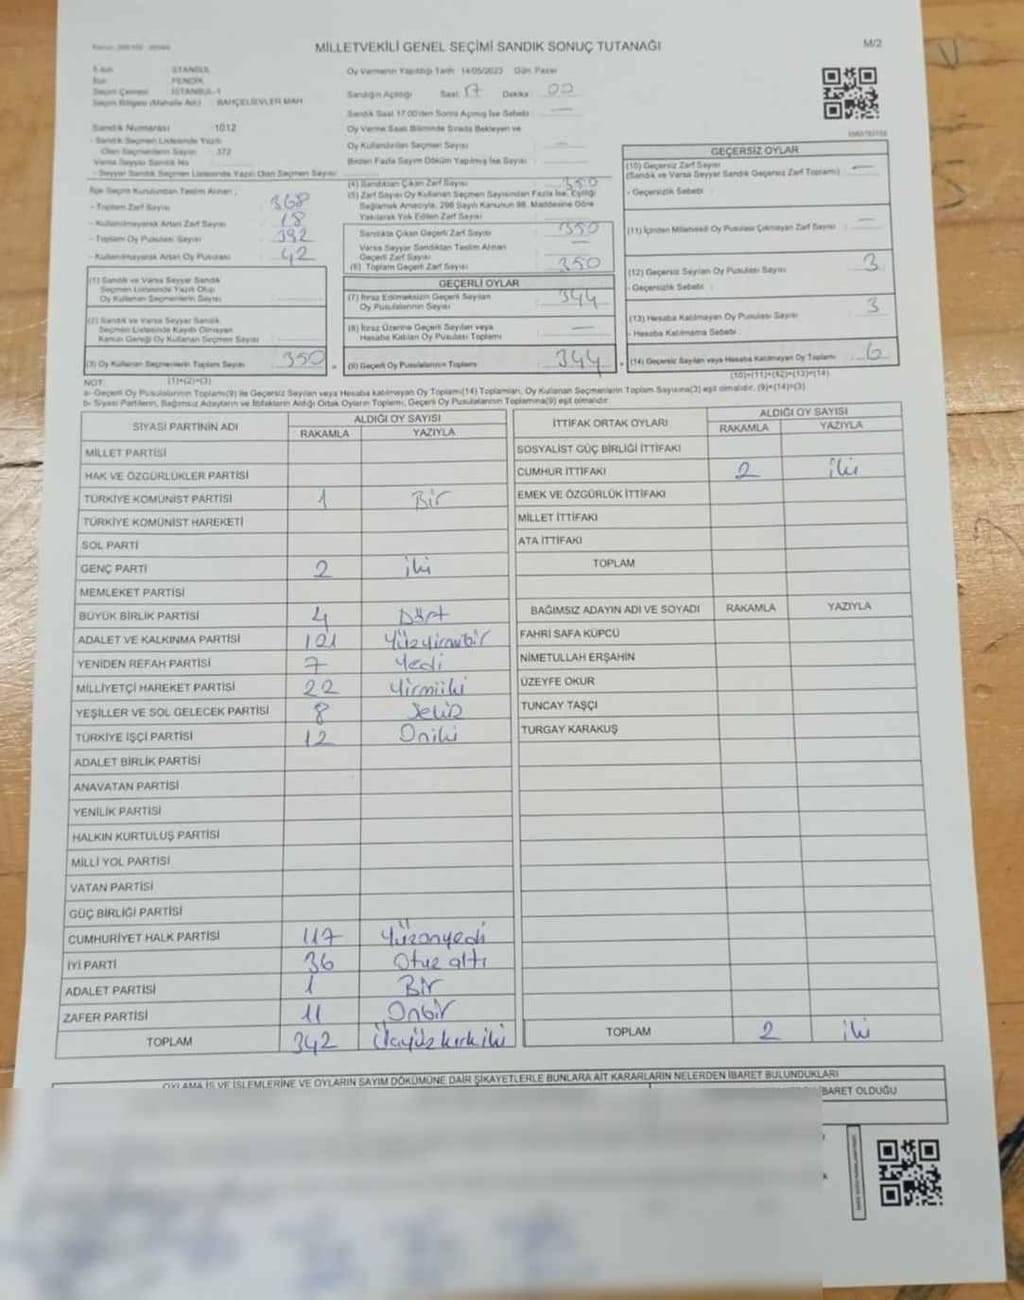 MİLLETVEKİLİ GENEL SEÇİMİ SANDIK SONUÇ TUTANAĞI
M/2
İSTANBUL
PENDİK
İSTANBUL-1
Seçim Bölgesi (Mahalle Adı) : BAHÇELİEVLER MAH.
Sandık Numarası 1012
- Sandık Seçmen Listesinde Yazılı
Olan Seçmenlerin Sayısı : 372
Varsa Seyyar Sandık No
- Seyyar Sandık Seçmen Listesinde Yazılı Olan Seçmen Sayısı :
İlçe Seçim Kurulundan Teslim Alınan ;
- Toplam Zarf Sayısı : 368
- Kullanılmayarak Artan Zarf Sayısı : 18
- Toplam Oy Pusulası Sayısı : 392
- Kullanılmayarak Artan Oy Pusulası : 42
Oy Vermenin Yapıldığı Tarih : 14/05/2023 Gün: Pazar
Sandığın Açıldığı Saat: 17 Dakika : 00
Sandık Saat 17:00'den Sonra Açılmış İse Sebebi : —
Oy Verme Saati Bitiminde Sırada Bekleyen ve
Oy Kullandırılan Seçmen Sayısı : —
Birden Fazla Sayım Döküm Yapılmış İse Sayısı : —
(4) Sandıktan Çıkan Zarf Sayısı : 350
(5) Zarf Sayısı Oy Kullanan Seçmen Sayısından Fazla İse, Eşitliği
Sağlamak Amacıyla, 298 Sayılı Kanunun 98. Maddesine Göre
Yakılarak Yok Edilen Zarf Sayısı :
Sandıkta Çıkan Geçerli Zarf Sayısı : 350
Varsa Seyyar Sandıktan Teslim Alınan
Geçerli Zarf Sayısı : —
(6) Toplam Geçerli Zarf Sayısı : 350
GEÇERLİ OYLAR
(7) İtiraz Edilmeksizin Geçerli Sayılan
Oy Pusulalarının Sayısı : 344
(8) İtiraz Üzerine Geçerli Sayılan veya
Hesaba Katılan Oy Pusulası Toplamı : —
(9) Geçerli Oy Pusulalarının Toplamı : 344
GEÇERSİZ OYLAR
(10) Geçersiz Zarf Sayısı
(Sandık ve Varsa Seyyar Sandık Geçersiz Zarf Toplamı) : —
- Geçersizlik Sebebi :
(11) İçinden Milletvekili Oy Pusulası Çıkmayan Zarf Sayısı : —
(12) Geçersiz Sayılan Oy Pusulası Sayısı : 3
- Geçersizlik Sebebi :
(13) Hesaba Katılmayan Oy Pusulası Sayısı : 3
- Hesaba Katılmama Sebebi :
(14) Geçersiz Sayılan veya Hesaba Katılmayan Oy Toplamı : 6
(10)+(11)+(12)+(13)=(14)
(1) Sandık ve Varsa Seyyar Sandık
Seçmen Listesinde Yazılı Olup
Oy Kullanan Seçmenlerin Sayısı :
(2) Sandık ve Varsa Seyyar Sandık
Seçmen Listesinde Kayıtlı Olmayan
Kanun Gereği Oy Kullanan Seçmen Sayısı :
(3) Oy Kullanan Seçmenlerin Toplam Sayısı : 350
(1)+(2)=(3)
NOT:
a- Geçerli Oy Pusulalarının Toplamı(9) ile Geçersiz Sayılan veya Hesaba katılmayan Oy Toplamı(14) Toplamları, Oy Kullanan Seçmenlerin Toplam Sayısına(3) eşit olmalıdır. (9)+(14)=(3)
b- Siyasi Partilerin, Bağımsız Adayların ve İttifakların Aldığı Ortak Oyların Toplamı, Geçerli Oy Pusulalarının Toplamına(9) eşit olmalıdır.
SİYASİ PARTİNİN ADI ALDIĞI OY SAYISI
RAKAMLA YAZIYLA
MİLLET PARTİSİ
HAK VE ÖZGÜRLÜKLER PARTİSİ
TÜRKİYE KOMÜNİST PARTİSİ 1 Bir
TÜRKİYE KOMÜNİST HAREKETİ
SOL PARTİ
GENÇ PARTİ 2 iki
MEMLEKET PARTİSİ
BÜYÜK BİRLİK PARTİSİ 4 Dört
ADALET VE KALKINMA PARTİSİ 121 Yüzyirmibir
YENİDEN REFAH PARTİSİ 7 Yedi
MİLLİYETÇİ HAREKET PARTİSİ 22 Yirmiiki
YEŞİLLER VE SOL GELECEK PARTİSİ 8 Sekiz
TÜRKİYE İŞÇİ PARTİSİ 12 Oniki
ADALET BİRLİK PARTİSİ
ANAVATAN PARTİSİ
YENİLİK PARTİSİ
HALKIN KURTULUŞ PARTİSİ
MİLLİ YOL PARTİSİ
VATAN PARTİSİ
GÜÇ BİRLİĞİ PARTİSİ
CUMHURİYET HALK PARTİSİ 117 Yüzonyedi
İYİ PARTİ 36 Otuz altı
ADALET PARTİSİ 1 Bir
ZAFER PARTİSİ 11 Onbir
TOPLAM 342 Üçyüzkırkiki
İTTİFAK ORTAK OYLARI ALDIĞI OY SAYISI
RAKAMLA YAZIYLA
SOSYALİST GÜÇ BİRLİĞİ İTTİFAKI
CUMHUR İTTİFAKI 2 iki
EMEK VE ÖZGÜRLÜK İTTİFAKI
MİLLET İTTİFAKI
ATA İTTİFAKI
TOPLAM
BAĞIMSIZ ADAYIN ADI VE SOYADI RAKAMLA YAZIYLA
FAHRİ SAFA KÜPCÜ
NİMETULLAH ERŞAHİN
ÜZEYFE OKUR
TUNCAY TAŞÇI
TURGAY KARAKUŞ
TOPLAM 2 iki
OYLAMA İŞ VE İŞLEMLERİNE VE OYLARIN SAYIM DÖKÜMÜNE DAİR ŞİKAYETLERLE BUNLARA AİT KARARLARIN NELERDEN İBARET BULUNDUKLARI
İBARET OLDUĞU